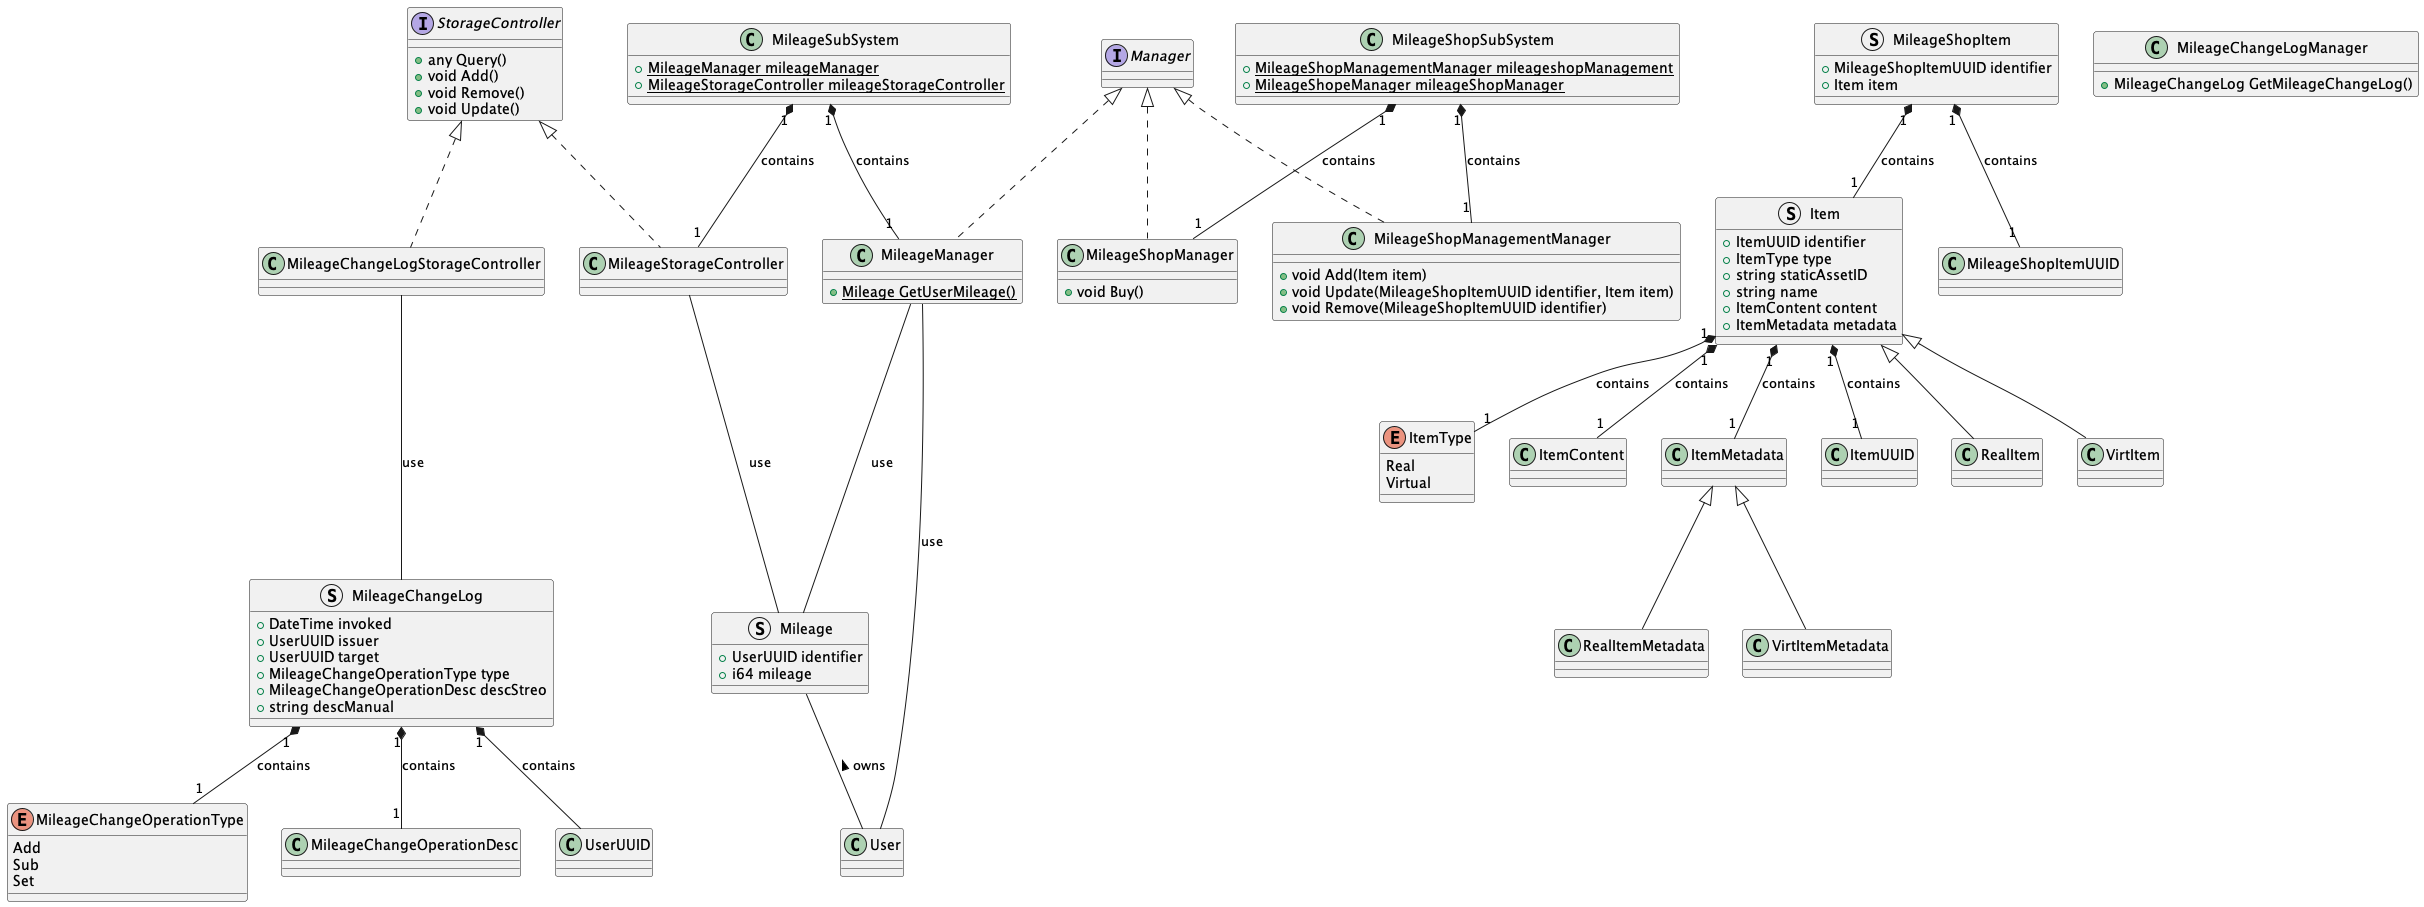 I StorageController
any Query()
void Add()
void Remove()
void Update()
C MileageSubSystem
MileageManager mileageManager
MileageStorageController mileageStorageController
I Manager
C MileageShopSubSystem
MileageShopManagementManager mileageshopManagement
MileageShopeManager mileageShopManager
S MileageShopItem
MileageShopItemUUID identifier
Item item
C MileageChangeLogManager
MileageChangeLog GetMileageChangeLog()
1
1
1
1
1
1
contains
contains
contains
contains
contains
contains
1
1
1
1
1
1
C MileageChangeLogStorageController
C MileageStorageController
C MileageManager
Mileage GetUserMileage()
C MileageShopManager
void Buy()
C MileageShopManagementManager
void Add(Item item)
void Update(MileageShopItemUUID identifier, Item item)
void Remove(MileageShopItemUUID identifier)
S Item
ItemUUID identifier
ItemType type
string staticAssetID
string name
ItemContent content
ItemMetadata metadata
C MileageShopItemUUID
1
1
1
1
contains
contains
contains
contains
1
1
1
1
E ItemType
Real
Virtual
C ItemContent
C ItemMetadata
C ItemUUID
C RealItem
C VirtItem
use
use
use
use
S MileageChangeLog
DateTime invoked
UserUUID issuer
UserUUID target
MileageChangeOperationType type
MileageChangeOperationDesc descStreo
string descManual
S Mileage
UserUUID identifier
i64 mileage
C RealItemMetadata
C VirtItemMetadata
1
1
1
contains
contains
contains
owns
1
1
E MileageChangeOperationType
Add
Sub
Set
C MileageChangeOperationDesc
C UserUUID
C User